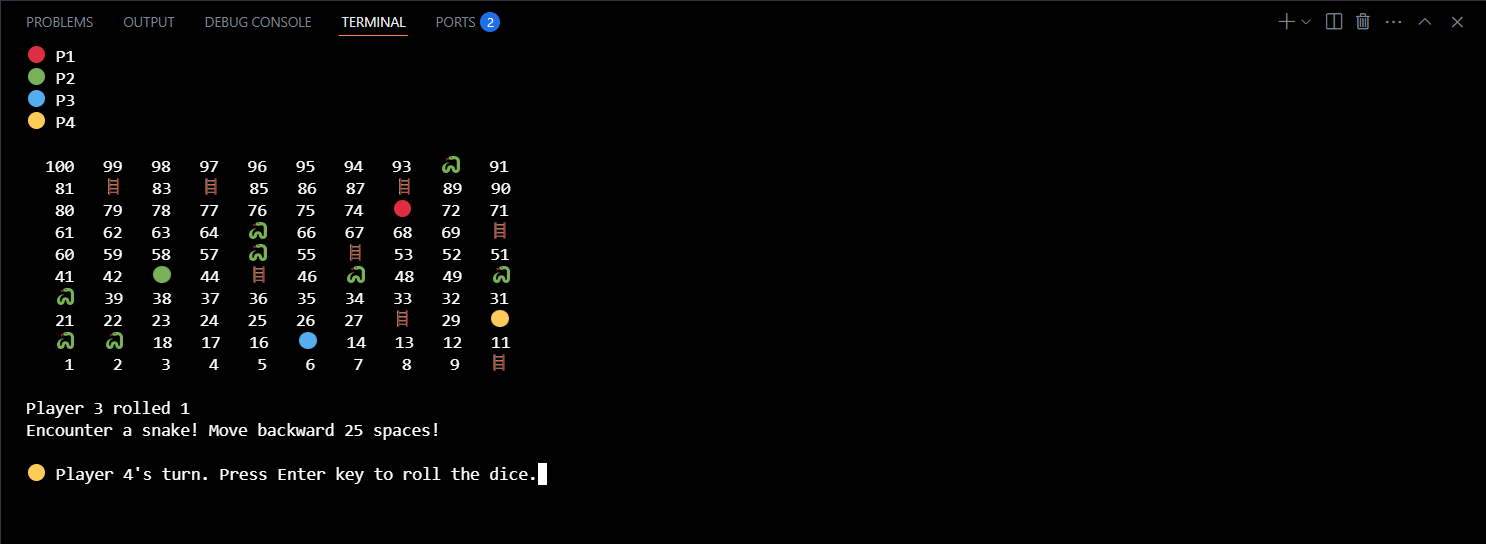 PROBLEMS OUTPUT DEBUG CONSOLE TERMINAL PORTS 2
P1
P2
P3
P4
100 99 98 97 96 95 94 93 91
81 83 85 86 87 89 90
80 79 78 77 76 75 74 72 71
61 62 63 64 66 67 68 69
60 59 58 57 55 53 52 51
41 42 44 46 48 49
39 38 37 36 35 34 33 32 31
21 22 23 24 25 26 27 29
18 17 16 14 13 12 11
1 2 3 4 5 6 7 8 9
Player 3 rolled 1
Encounter a snake! Move backward 25 spaces!
Player 4's turn. Press Enter key to roll the dice.